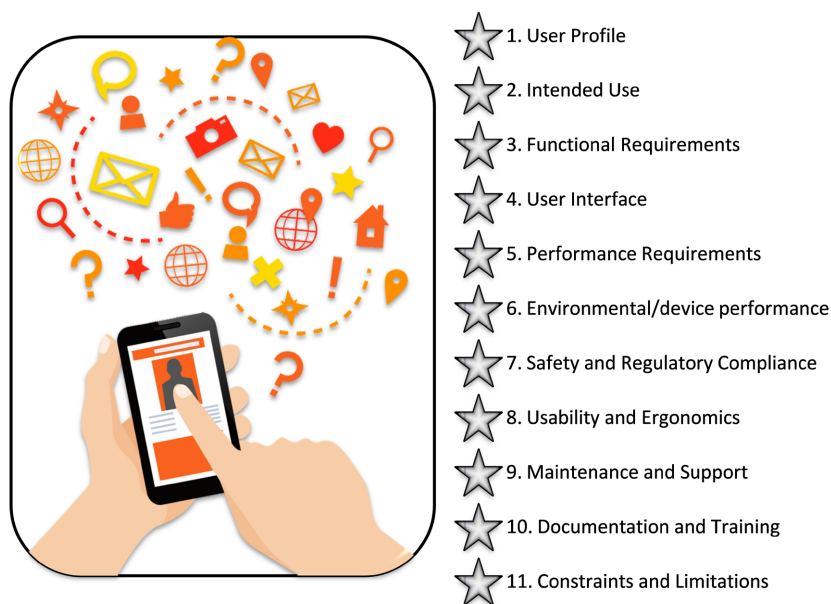 1. User Profile
2. Intended Use
3. Functional Requirements
4. User Interface
5. Performance Requirements
6. Environmental/device performance
7. Safety and Regulatory Compliance
8. Usability and Ergonomics
9. Maintenance and Support
10. Documentation and Training
11. Constraints and Limitations